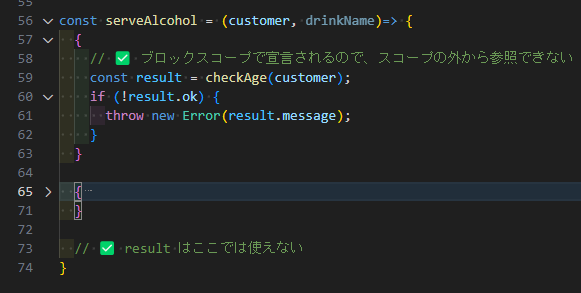 56 const serveAlcohol = (customer, drinkName)=> {
57 {
58 // ✅ ブロックスコープで宣言されるので、スコープの外から参照できない
59 const result = checkAge(customer);
60 if (!result.ok) {
61 throw new Error(result.message);
62 }
63 }
64
65 { ⋯
71 }
72
73 // ✅ result はここでは使えない
74 }